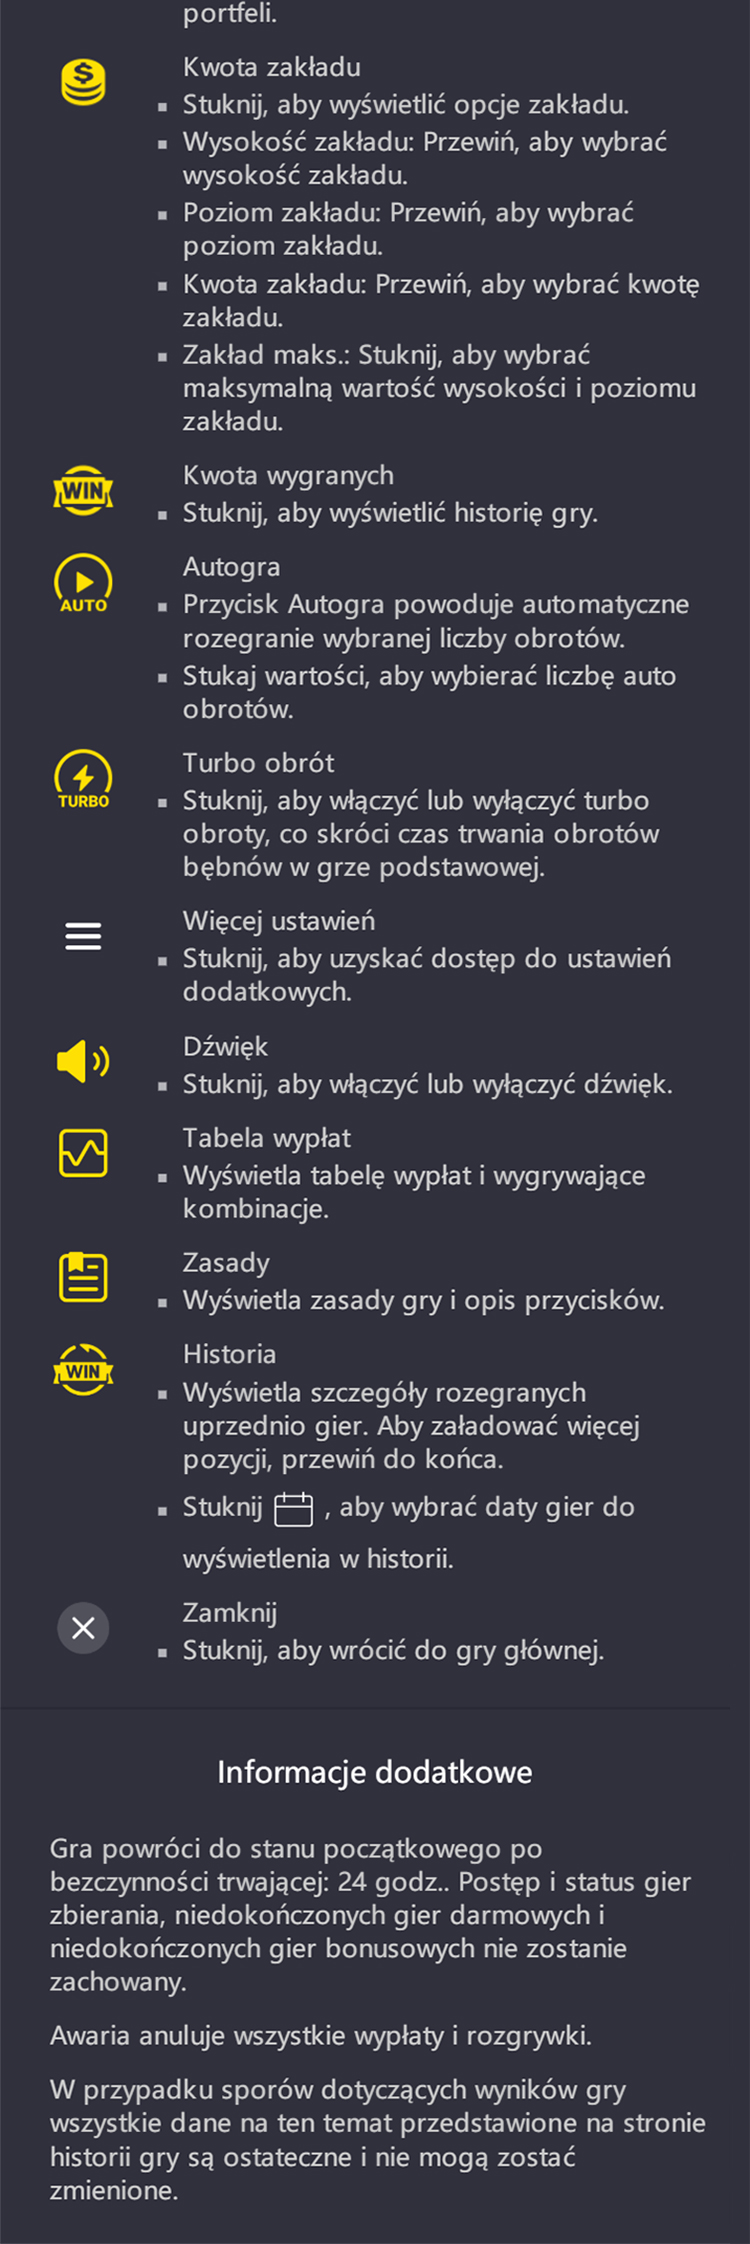 portfeli.
Kwota zakładu
▪ Stuknij, aby wyświetlić opcje zakładu.
▪ Wysokość zakładu: Przewiń, aby wybrać
wysokość zakładu.
▪ Poziom zakładu: Przewiń, aby wybrać
poziom zakładu.
▪ Kwota zakładu: Przewiń, aby wybrać kwotę
zakładu.
▪ Zakład maks.: Stuknij, aby wybrać
maksymalną wartość wysokości i poziomu
zakładu.
WIN
Kwota wygranych
▪ Stuknij, aby wyświetlić historię gry.
AUTO
Autogra
▪ Przycisk Autogra powoduje automatyczne
rozegranie wybranej liczby obrotów.
▪ Stukaj wartości, aby wybierać liczbę auto
obrotów.
TURBO
Turbo obrót
▪ Stuknij, aby włączyć lub wyłączyć turbo
obroty, co skróci czas trwania obrotów
bębnów w grze podstawowej.
Więcej ustawień
▪ Stuknij, aby uzyskać dostęp do ustawień
dodatkowych.
Dźwięk
▪ Stuknij, aby włączyć lub wyłączyć dźwięk.
Tabela wypłat
▪ Wyświetla tabelę wypłat i wygrywające
kombinacje.
Zasady
▪ Wyświetla zasady gry i opis przycisków.
WIN
Historia
▪ Wyświetla szczegóły rozegranych
uprzednio gier. Aby załadować więcej
pozycji, przewiń do końca.
▪ Stuknij , aby wybrać daty gier do
wyświetlenia w historii.
Zamknij
▪ Stuknij, aby wrócić do gry głównej.
Informacje dodatkowe
Gra powróci do stanu początkowego po
bezczynności trwającej: 24 godz.. Postęp i status gier
zbierania, niedokończonych gier darmowych i
niedokończonych gier bonusowych nie zostanie
zachowany.
Awaria anuluje wszystkie wypłaty i rozgrywki.
W przypadku sporów dotyczących wyników gry
wszystkie dane na ten temat przedstawione na stronie
historii gry są ostateczne i nie mogą zostać
zmienione.